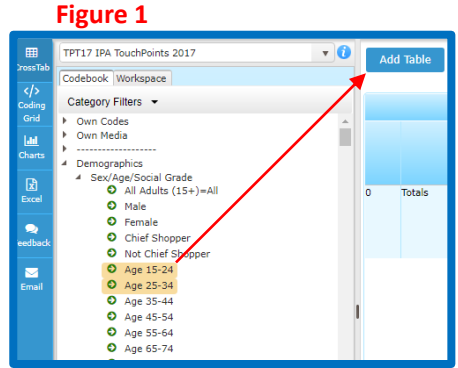 Figure 1
TPT17 IPA TouchPoints 2017
Add Table
CrossTab
Codebook Workspace
</> Coding Grid
Category Filters
Own Codes
Own Media
-------------------
Charts
Demographics
Sex/Age/Social Grade
All Adults (15+)=All
Excel
0 Totals
Male
Female
Chief Shopper
eedback
Not Chief Shopper
Age 15-24
Email
Age 25-34
Age 35-44
Age 45-54
Age 55-64
Age 65-74